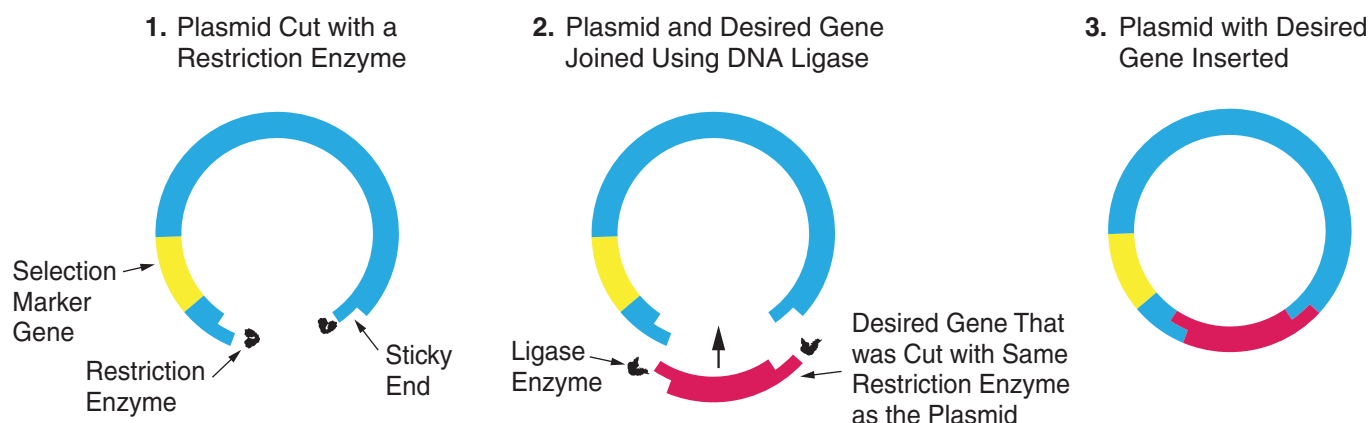 1. Plasmid Cut with a
Restriction Enzyme
2. Plasmid and Desired Gene
Joined Using DNA Ligase
3. Plasmid with Desired
Gene Inserted
Selection
Marker
Gene
Restriction
Enzyme
Sticky
End
Ligase
Enzyme
Desired Gene That
was Cut with Same
Restriction Enzyme
as the Plasmid